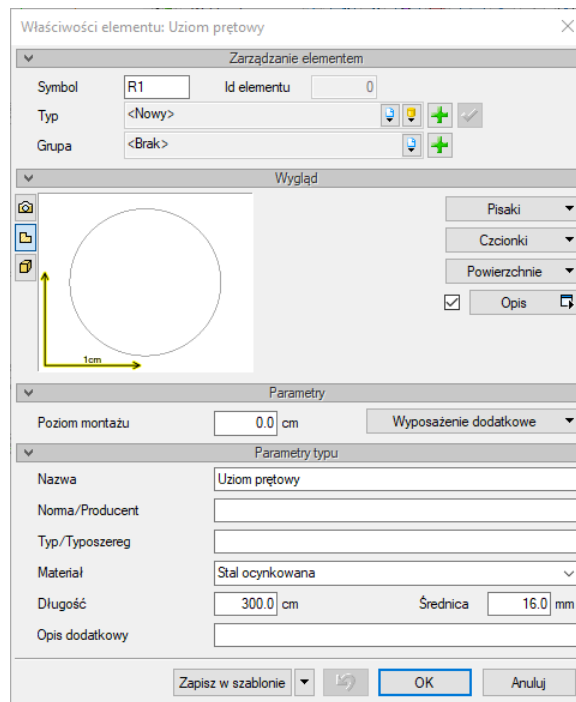 Właściwości elementu: Uziom prętowy
Zarządzanie elementem
Symbol R1 Id elementu 0
Typ <Nowy>
Grupa <Brak>
Wygląd
Pisaki
Czcionki
Powierzchnie
Opis
1cm
Parametry
Poziom montażu 0.0 cm Wyposażenie dodatkowe
Parametry typu
Nazwa Uziom prętowy
Norma/Producent
Typ/Typoszereg
Materiał Stal ocynkowana
Długość 300.0 cm Średnica 16.0 mm
Opis dodatkowy
Zapisz w szablonie OK Anuluj